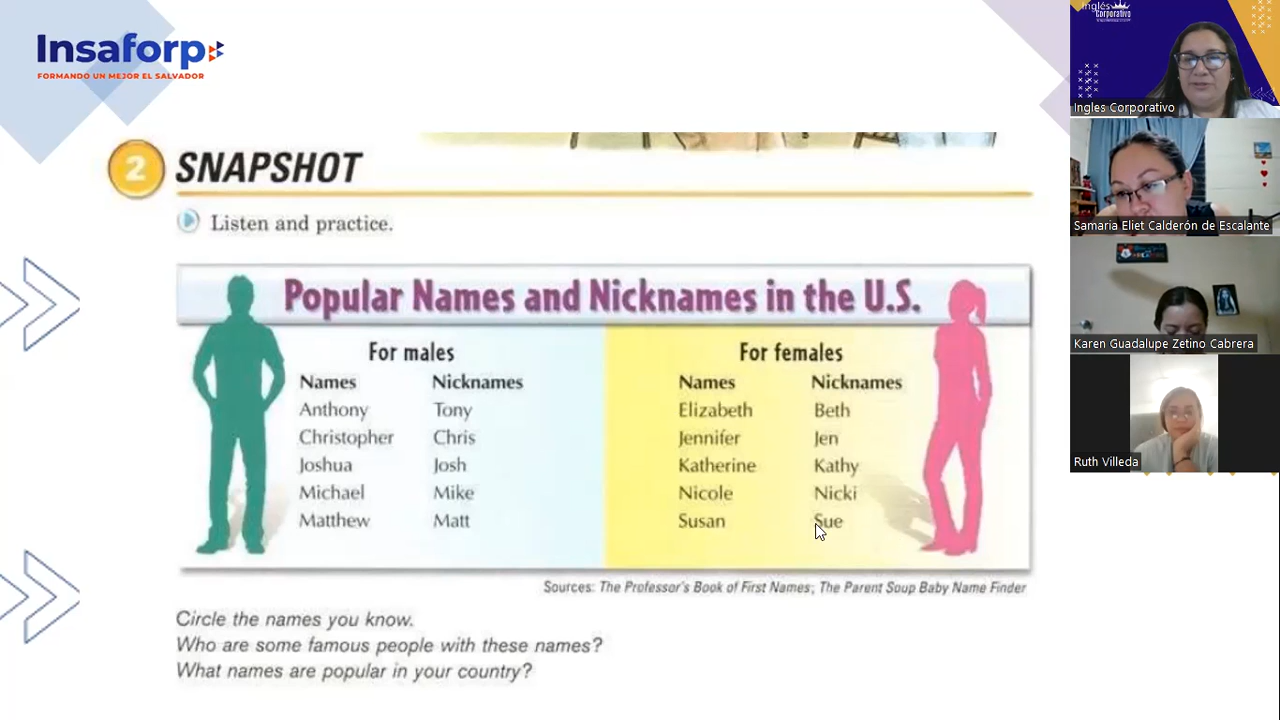 Insaforp
FORMANDO UN MEJOR EL SALVADOR
2 SNAPSHOT
Listen and practice.
Popular Names and Nicknames in the U.S.
For males
Names Nicknames
Anthony Tony
Christopher Chris
Joshua Josh
Michael Mike
Matthew Matt
For females
Names Nicknames
Elizabeth Beth
Jennifer Jen
Katherine Kathy
Nicole Nicki
Susan Sue
Sources: The Professor's Book of First Names; The Parent Soup Baby Name Finder
Circle the names you know.
Who are some famous people with these names?
What names are popular in your country?
Inglés
Corporativo
Ingles Corporativo
Samaria Eliet Calderón de Escalante
Karen Guadalupe Zetino Cabrera
Ruth Villeda